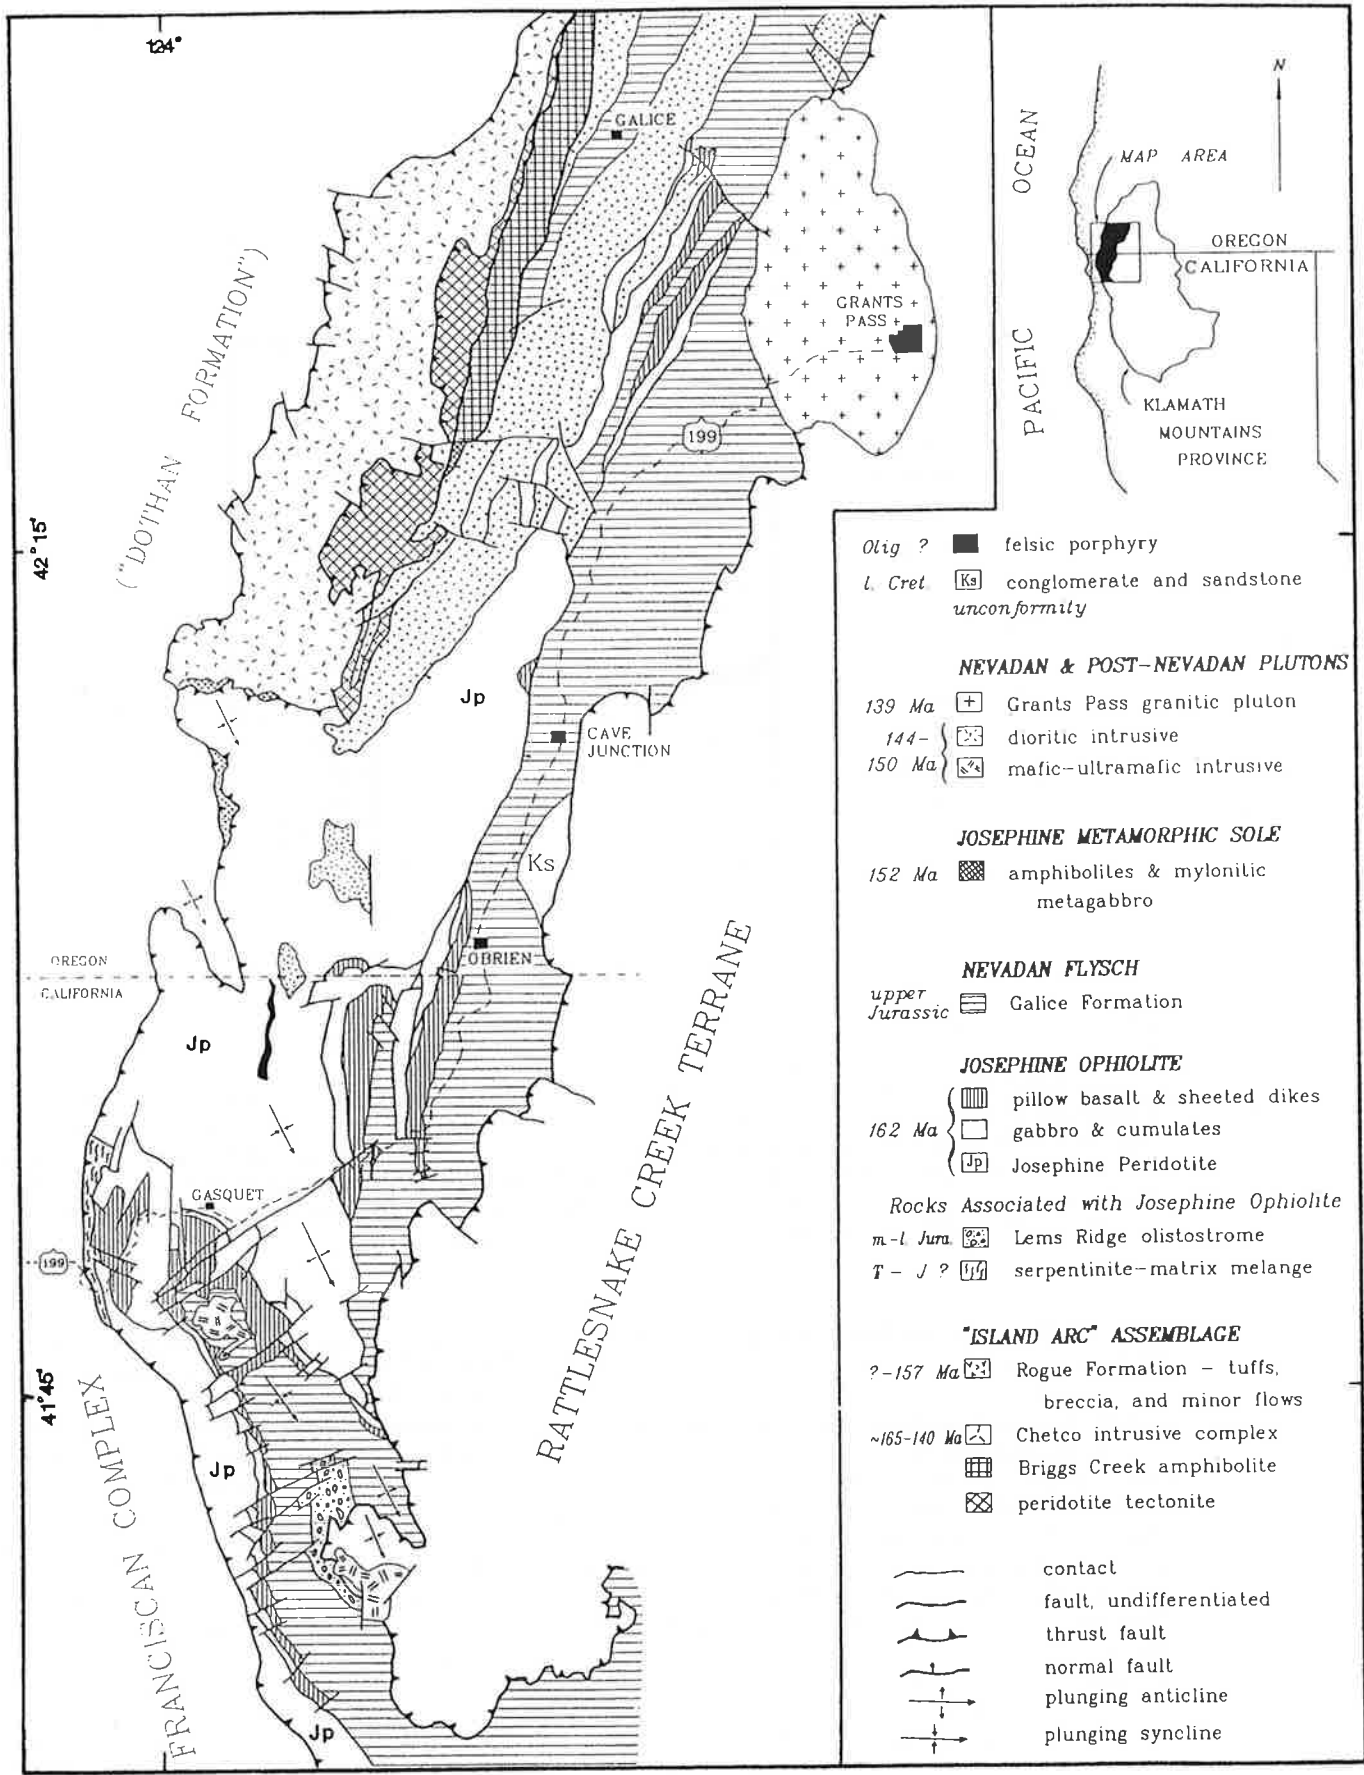 124°
GALICE
OCEAN
N
MAP AREA
OREGON
CALIFORNIA
PACIFIC
KLAMATH
MOUNTAINS
PROVINCE
("DOTHAN FORMATION")
GRANTS
PASS
199
42°15'
Jp
CAVE
JUNCTION
Ks
OREGON
CALIFORNIA
OBRIEN
Jp
RATTLESNAKE CREEK TERRANE
GASQUET
199
41°45'
Jp
FRANCISCAN COMPLEX
Jp
Olig ? felsic porphyry
l. Cret. Ks conglomerate and sandstone
unconformity
NEVADAN & POST-NEVADAN PLUTONS
139 Ma + Grants Pass granitic pluton
144- dioritic intrusive
150 Ma mafic-ultramafic intrusive
JOSEPHINE METAMORPHIC SOLE
152 Ma amphibolites & mylonitic
metagabbro
NEVADAN FLYSCH
upper
Jurassic Galice Formation
JOSEPHINE OPHIOLITE
pillow basalt & sheeted dikes
162 Ma gabbro & cumulates
Jp Josephine Peridotite
Rocks Associated with Josephine Ophiolite
m-l Jura. Lems Ridge olistostrome
T - J ? serpentinite-matrix melange
"ISLAND ARC" ASSEMBLAGE
?-157 Ma Rogue Formation - tuffs,
breccia, and minor flows
~165-140 Ma Chetco intrusive complex
Briggs Creek amphibolite
peridotite tectonite
contact
fault, undifferentiated
thrust fault
normal fault
plunging anticline
plunging syncline